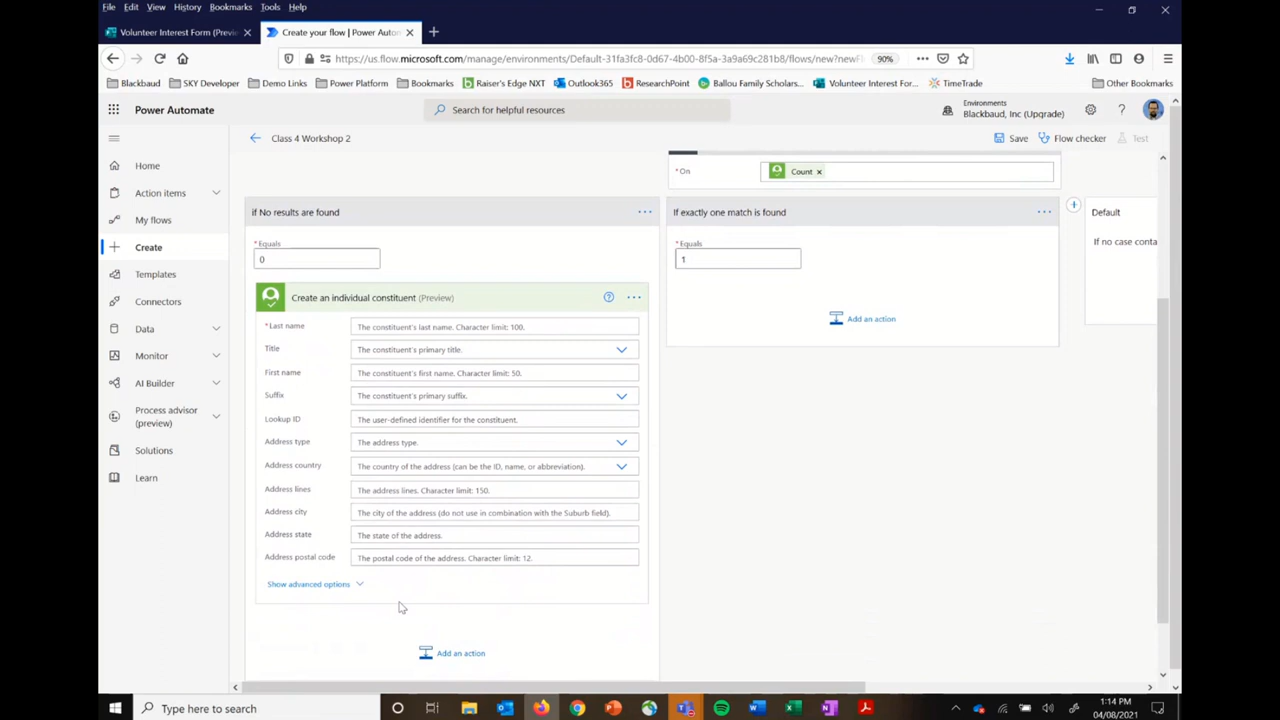 File Edit View History Bookmarks Tools Help
Volunteer Interest Form (Previ
Create your flow | Power Autom
https://us.flow.microsoft.com/manage/environments/Default-31fa3fc8-0d67-4b00-8f5a-3a9a69c281b8/flows/new?newF
90%
Blackbaud SKY Developer Demo Links Power Platform Bookmarks Raiser's Edge NXT Outlook365 ResearchPoint Ballou Family Scholars... Volunteer Interest For... TimeTrade Other Bookmarks
Power Automate
Search for helpful resources
Environments
Blackbaud, Inc (Upgrade)
Class 4 Workshop 2
Save Flow checker Test
Home
Action items
My flows
Create
Templates
Connectors
Data
Monitor
AI Builder
Process advisor
(preview)
Solutions
Learn
* On
Count
if No results are found
* Equals
0
Create an individual constituent (Preview)
* Last name The constituent's last name. Character limit: 100.
Title The constituent's primary title.
First name The constituent's first name. Character limit: 50.
Suffix The constituent's primary suffix.
Lookup ID The user-defined identifier for the constituent.
Address type The address type.
Address country The country of the address (can be the ID, name, or abbreviation).
Address lines The address lines. Character limit: 150.
Address city The city of the address (do not use in combination with the Suburb field).
Address state The state of the address.
Address postal code The postal code of the address. Character limit: 12.
Show advanced options
Add an action
If exactly one match is found
* Equals
1
Add an action
Default
If no case conta
Type here to search
1:14 PM
04/08/2021